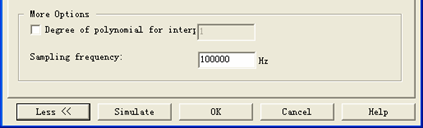 More Options
Degree of polynomial for inter 1
Sampling frequency: 100000 Hz
Less << Simulate OK Cancel Help